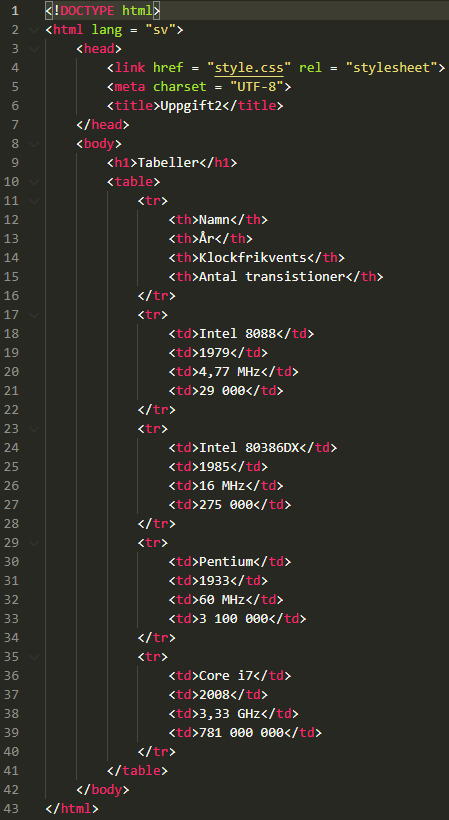 1 <!DOCTYPE html>
2 <html lang = "sv">
3 <head>
4 <link href = "style.css" rel = "stylesheet">
5 <meta charset = "UTF-8">
6 <title>Uppgift2</title>
7 </head>
8 <body>
9 <h1>Tabeller</h1>
10 <table>
11 <tr>
12 <th>Namn</th>
13 <th>År</th>
14 <th>Klockfrikvents</th>
15 <th>Antal transistioner</th>
16 </tr>
17 <tr>
18 <td>Intel 8088</td>
19 <td>1979</td>
20 <td>4,77 MHz</td>
21 <td>29 000</td>
22 </tr>
23 <tr>
24 <td>Intel 80386DX</td>
25 <td>1985</td>
26 <td>16 MHz</td>
27 <td>275 000</td>
28 </tr>
29 <tr>
30 <td>Pentium</td>
31 <td>1933</td>
32 <td>60 MHz</td>
33 <td>3 100 000</td>
34 </tr>
35 <tr>
36 <td>Core i7</td>
37 <td>2008</td>
38 <td>3,33 GHz</td>
39 <td>781 000 000</td>
40 </tr>
41 </table>
42 </body>
43 </html>